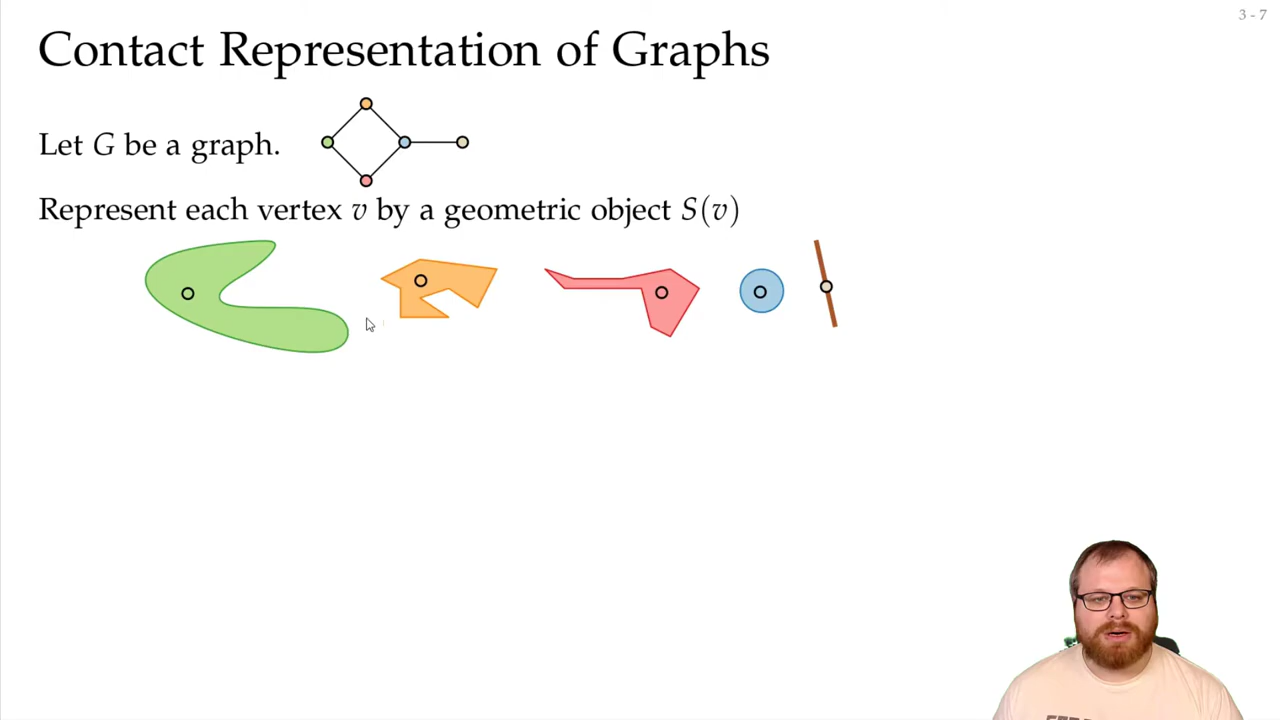 3 - 7
Contact Representation of Graphs
Let G be a graph.
Represent each vertex v by a geometric object S(v)